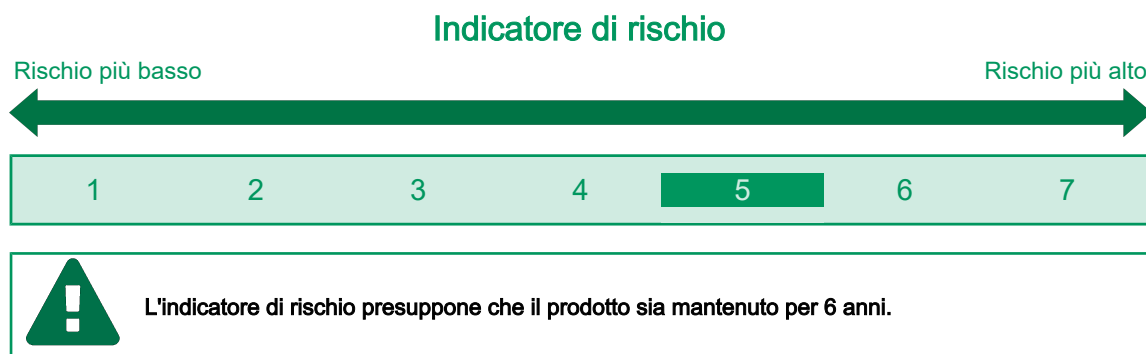 Indicatore di rischio
Rischio più basso Rischio più alto
1 2 3 4 5 6 7
L'indicatore di rischio presuppone che il prodotto sia mantenuto per 6 anni.